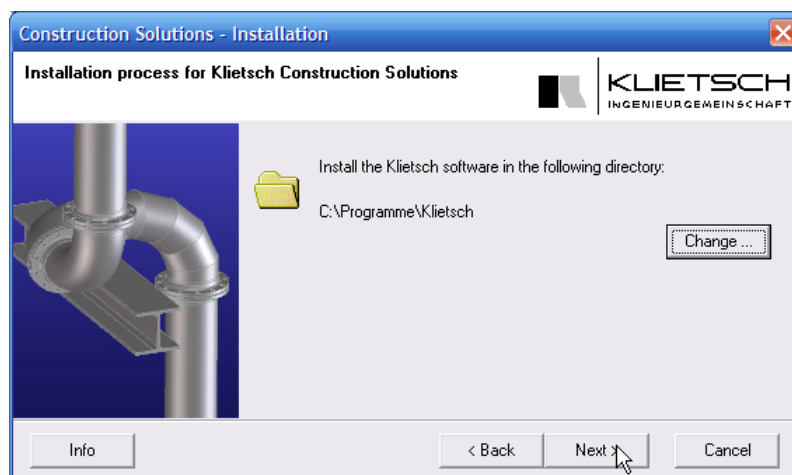 Construction Solutions - Installation
Installation process for Klietsch Construction Solutions
KLIETSCH
INGENIEURGEMEINSCHAFT
Install the Klietsch software in the following directory:
C:\Programme\Klietsch
Change ...
Info
< Back
Next >
Cancel